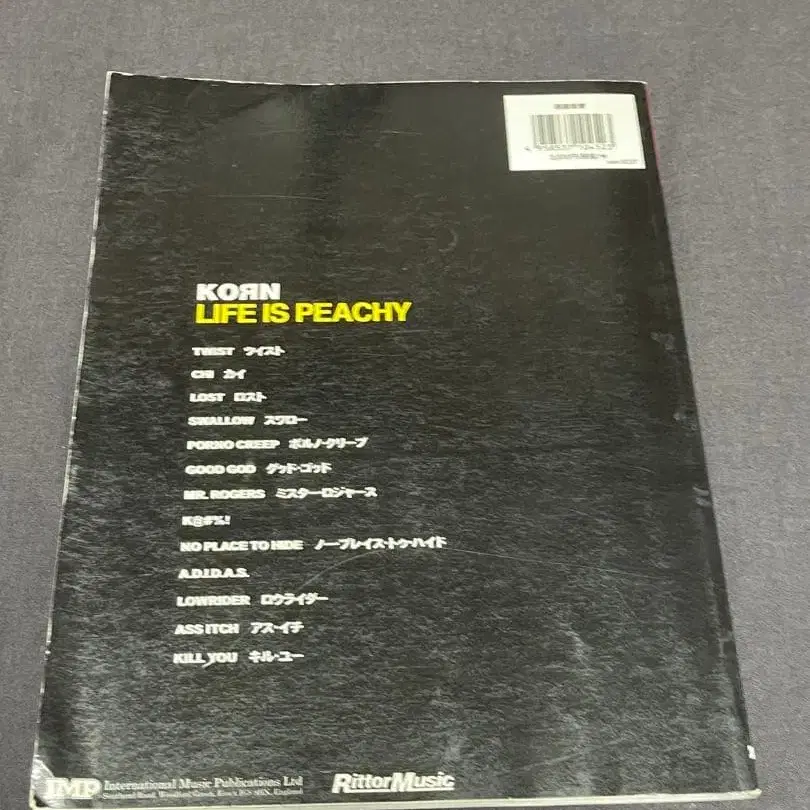 KOЯN
LIFE IS PEACHY
TWIST ツイスト
CHI カイ
LOST ロスト
SWALLOW スワロー
PORNO CREEP ポルノ・クリープ
GOOD GOD グッド・ゴッド
MR. ROGERS ミスター・ロジャース
K@#%!
NO PLACE TO HIDE ノー・プレイス・トゥ・ハイド
A.D.I.D.A.S.
LOWRIDER ロウライダー
ASS ITCH アス・イチ
KILL YOU キル・ユー
IMP International Music Publications Ltd
England
RittorMusic